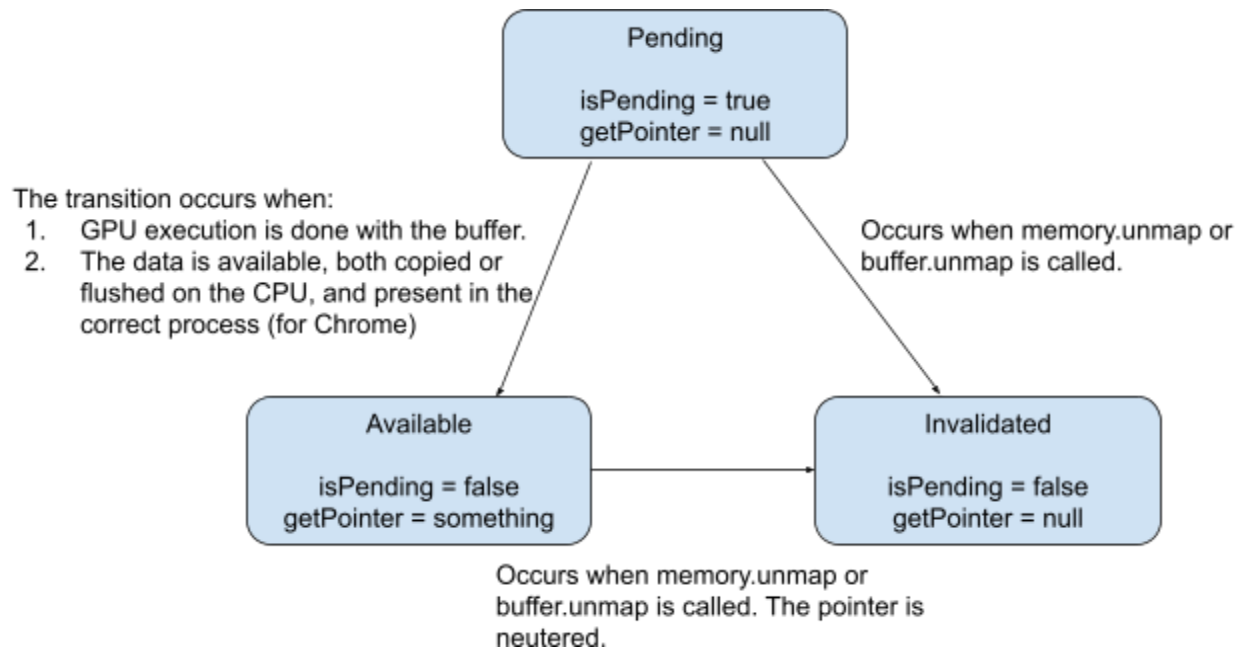 Pending
isPending = true
getPointer = null
The transition occurs when:
1. GPU execution is done with the buffer.
2. The data is available, both copied or
flushed on the CPU, and present in the
correct process (for Chrome)
Occurs when memory.unmap or
buffer.unmap is called.
Available
isPending = false
getPointer = something
Invalidated
isPending = false
getPointer = null
Occurs when memory.unmap or
buffer.unmap is called. The pointer is
neutered.